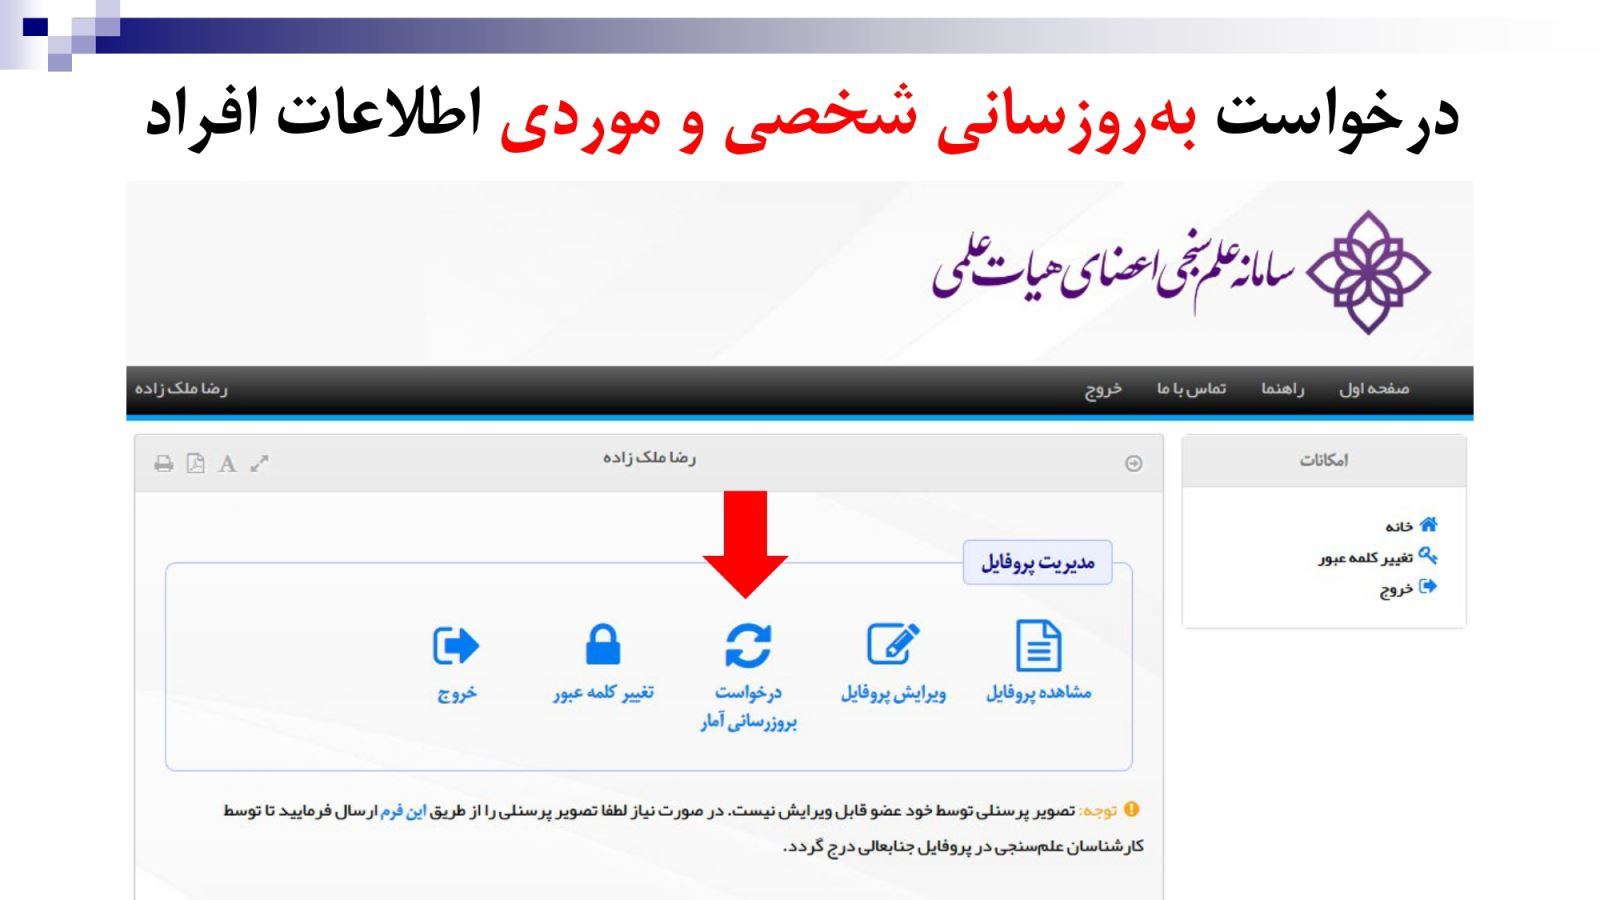 درخواست به‌روزسانی شخصی و موردی اطلاعات افراد
سامانه علم سنجی اعضای هیات علمی
صفحه اول راهنما تماس با ما خروج رضا ملک زاده
امکانات
خانه
تغییر کلمه عبور
خروج
رضا ملک زاده
مدیریت پروفایل
مشاهده پروفایل
ویرایش پروفایل
درخواست
بروزرسانی آمار
تغییر کلمه عبور
خروج
توجه: تصویر پرسنلی توسط خود عضو قابل ویرایش نیست. در صورت نیاز لطفا تصویر پرسنلی را از طریق این فرم ارسال فرمایید تا توسط
کارشناسان علم‌سنجی در پروفایل جنابعالی درج گردد.